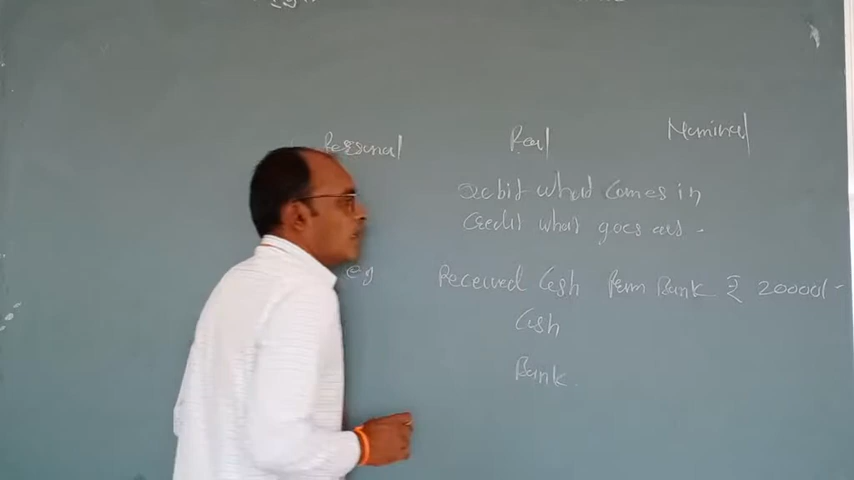 Personal Real Nominal
Debit what comes in
Credit what goes out.
eg Received Cash from Bank ₹ 20000/-
Cash
Bank.